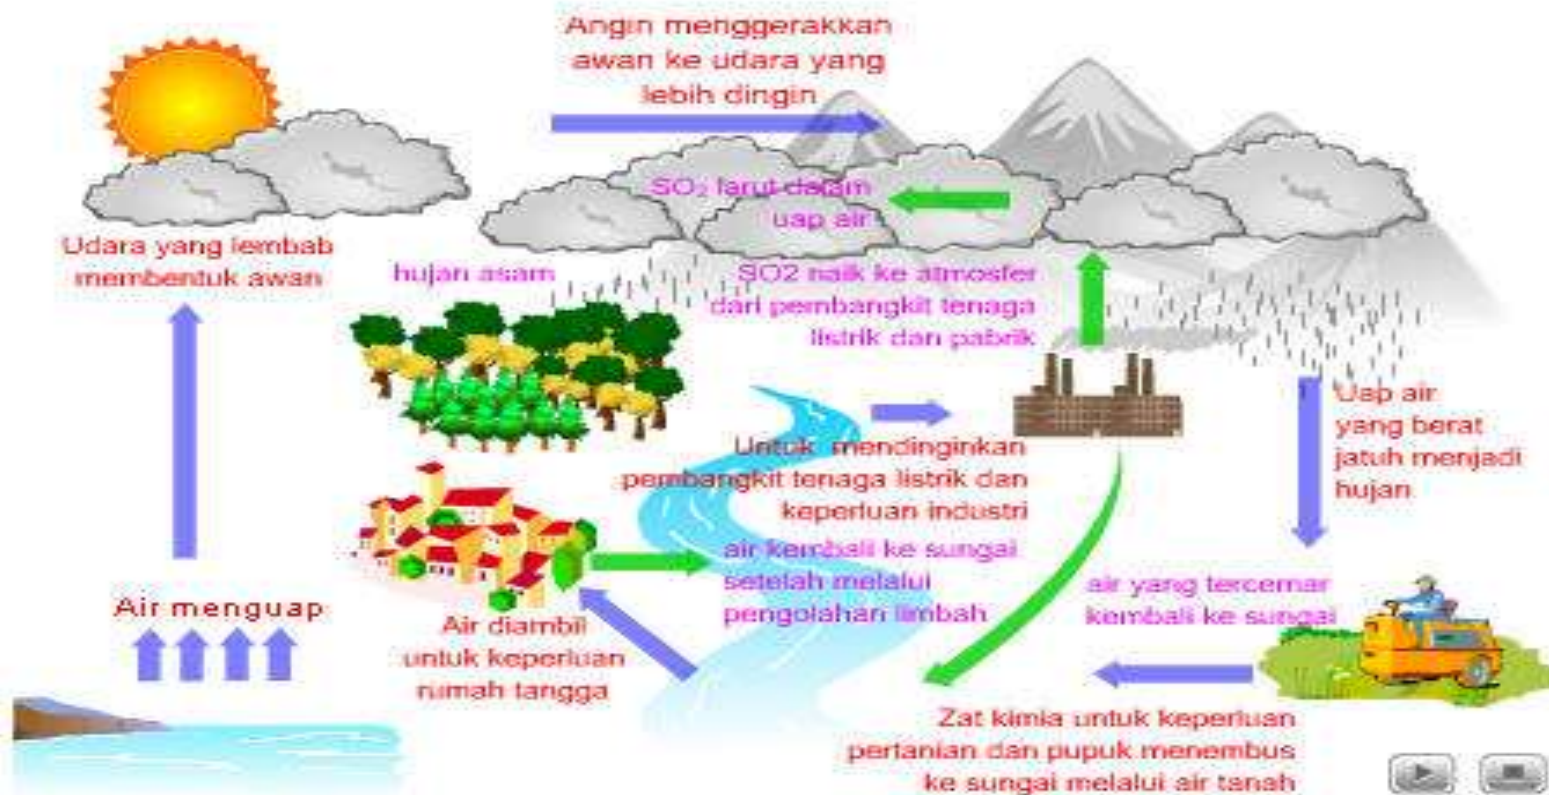 Angin menggerakkan
awan ke udara yang
lebih dingin
SO₂ larut dalam
uap air
Udara yang lembab
membentuk awan
hujan asam
SO2 naik ke atmosfer
dari pembangkit tenaga
listrik dan pabrik
Uap air
yang berat
jatuh menjadi
hujan
Untuk mendinginkan
pembangkit tenaga listrik dan
keperluan industri
air kembali ke sungai
setelah melalui
pengolahan limbah
air yang tercemar
kembali ke sungai
Air menguap
Air diambil
untuk keperluan
rumah tangga
Zat kimia untuk keperluan
pertanian dan pupuk menembus
ke sungai melalui air tanah